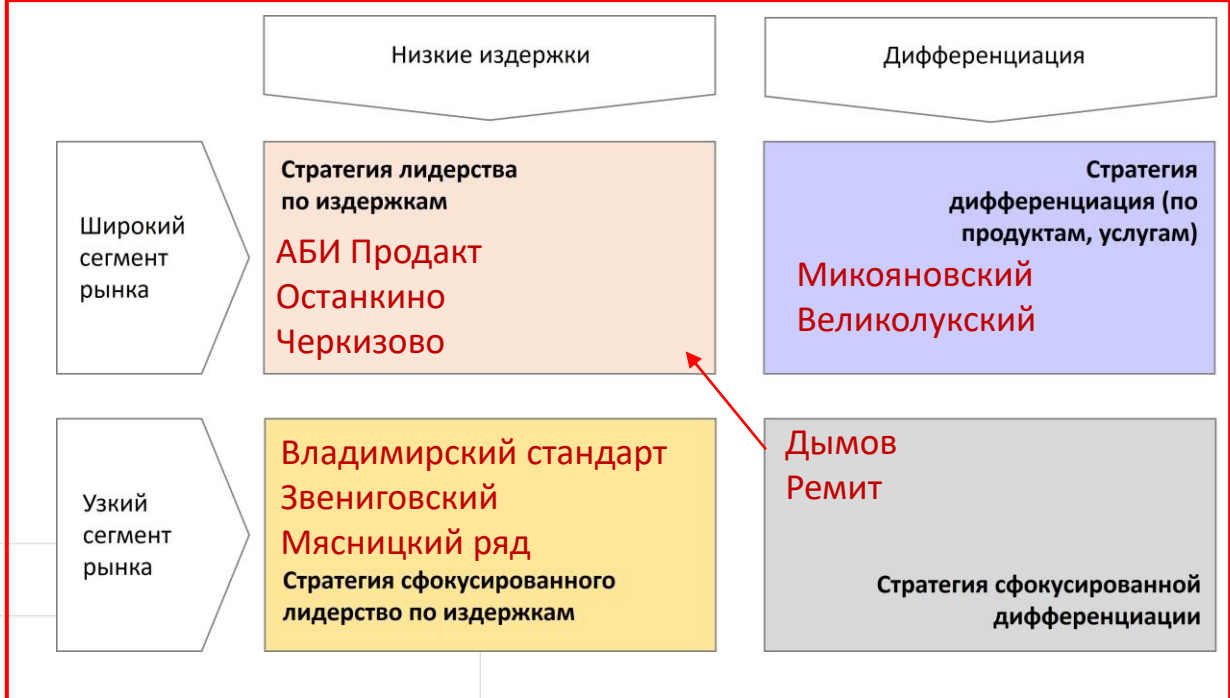 Низкие издержки
Дифференциация
Широкий
сегмент
рынка
Стратегия лидерства
по издержкам
АБИ Продакт
Останкино
Черкизово
Стратегия
дифференциация (по
продуктам, услугам)
Микояновский
Великолукский
Узкий
сегмент
рынка
Владимирский стандарт
Звениговский
Мясницкий ряд
Стратегия сфокусированного
лидерство по издержкам
Дымов
Ремит
Стратегия сфокусированной
дифференциации